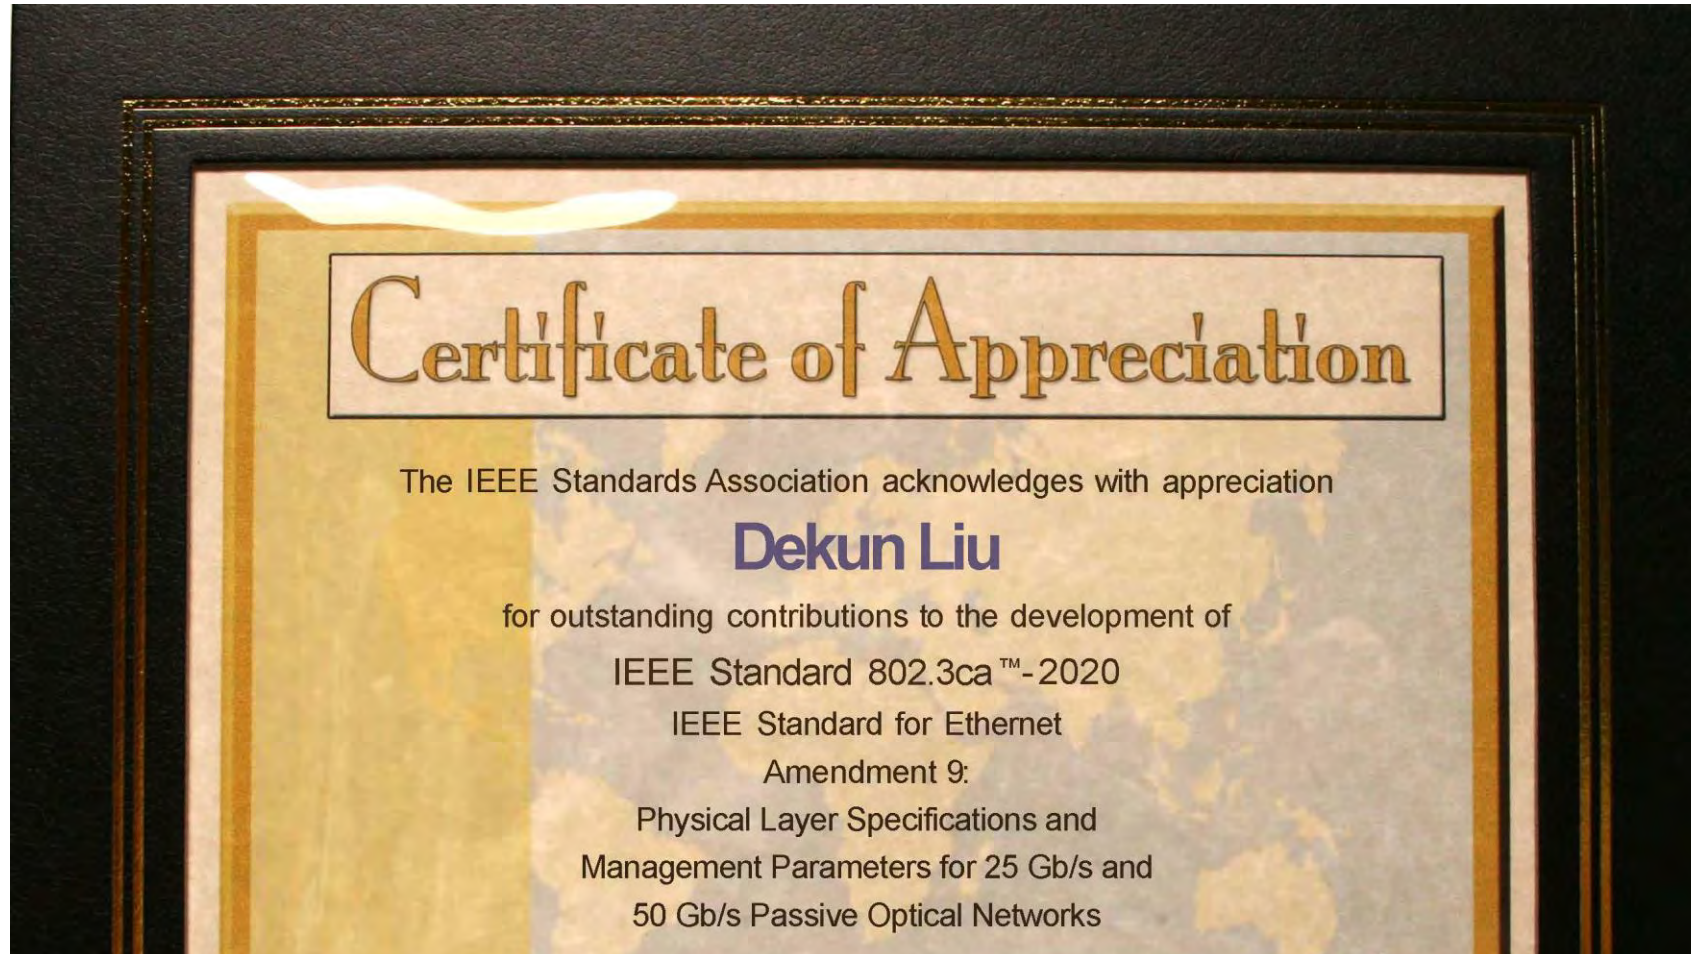 Certificate of Appreciation
The IEEE Standards Association acknowledges with appreciation
Dekun Liu
for outstanding contributions to the development of
IEEE Standard 802.3ca™-2020
IEEE Standard for Ethernet
Amendment 9:
Physical Layer Specifications and
Management Parameters for 25 Gb/s and
50 Gb/s Passive Optical Networks